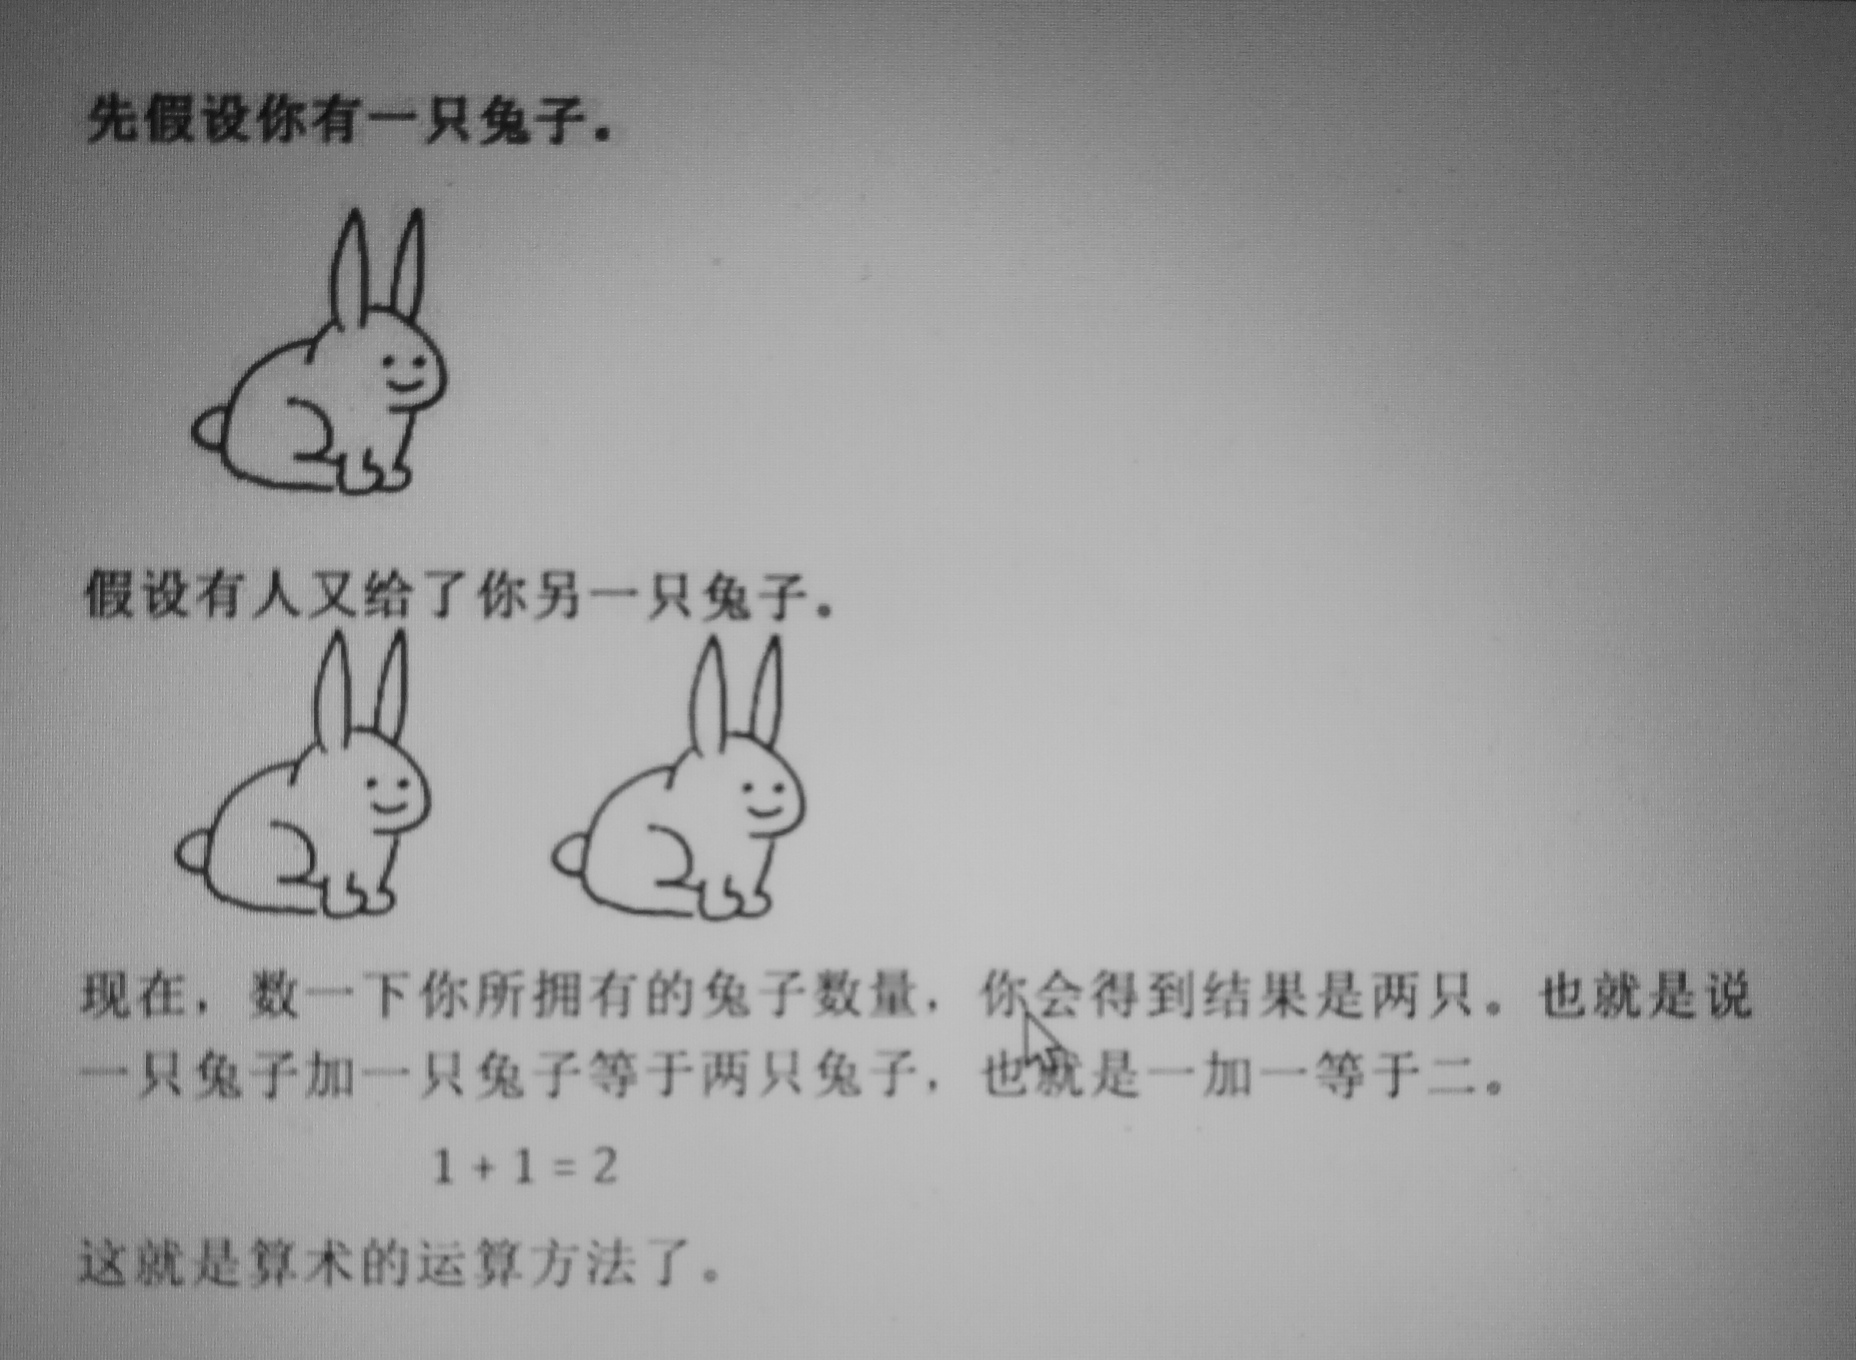 先假设你有一只兔子。
假设有人又给了你另一只兔子。
现在，数一下你所拥有的兔子数量，你会得到结果是两只。也就是说
一只兔子加一只兔子等于两只兔子，也就是一加一等于二。
1 + 1 = 2
这就是算术的运算方法了。